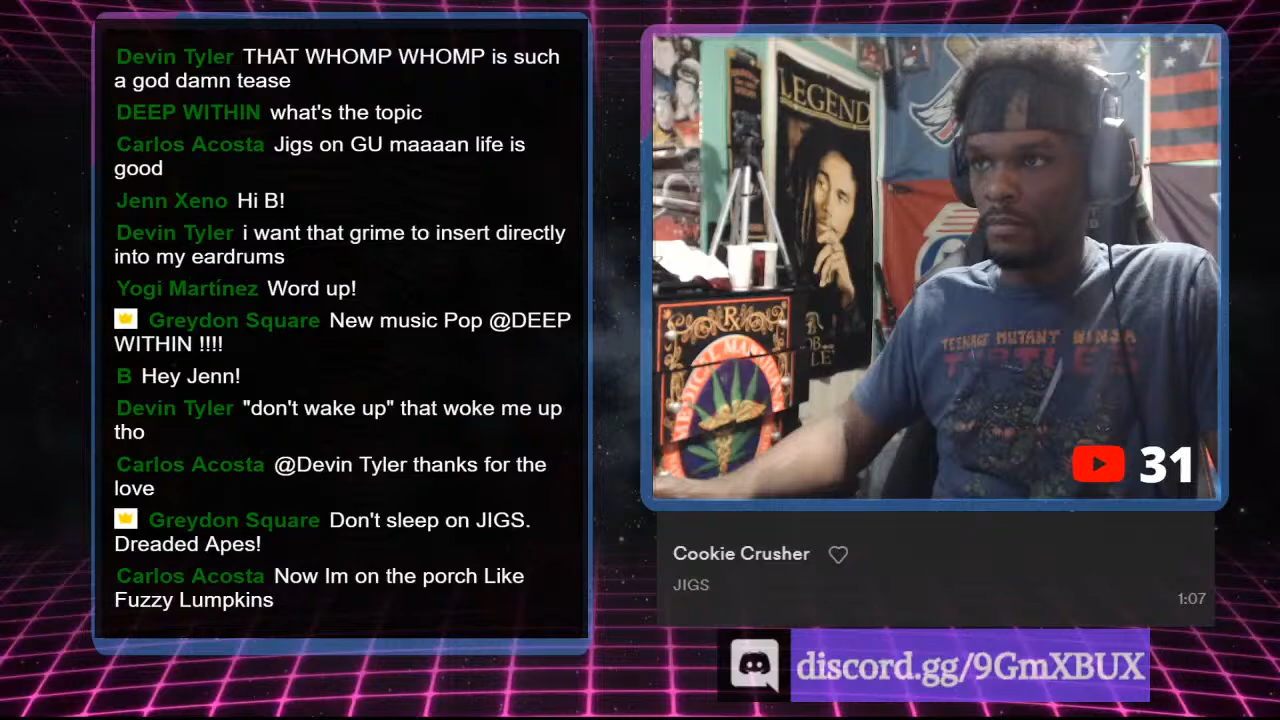 Devin Tyler THAT WHOMP WHOMP is such
a god damn tease
DEEP WITHIN what's the topic
Carlos Acosta Jigs on GU maaaan life is
good
Jenn Xeno Hi B!
Devin Tyler i want that grime to insert directly
into my eardrums
Yogi Martínez Word up!
Greydon Square New music Pop @DEEP
WITHIN !!!!
B Hey Jenn!
Devin Tyler "don't wake up" that woke me up
tho
Carlos Acosta @Devin Tyler thanks for the
love
Greydon Square Don't sleep on JIGS.
Dreaded Apes!
Carlos Acosta Now Im on the porch Like
Fuzzy Lumpkins
LEGEND
TEENAGE MUTANT NINJA
TURTLES
31
Cookie Crusher
JIGS
1:07
discord.gg/9GmXBUX